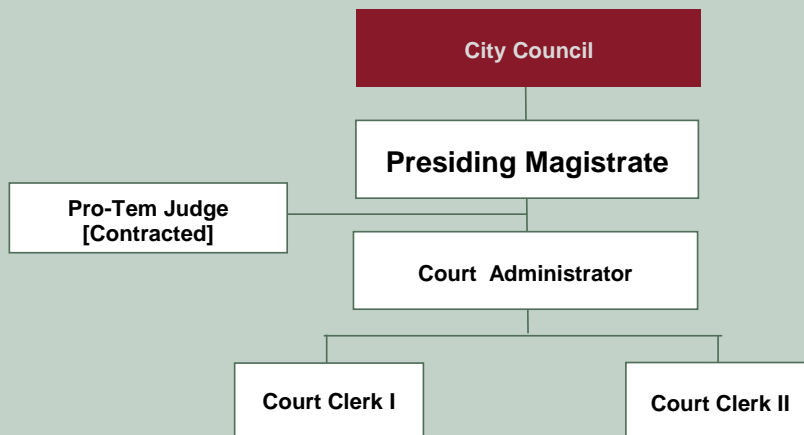 City Council
Presiding Magistrate
Pro-Tem Judge
[Contracted]
Court Administrator
Court Clerk I
Court Clerk II